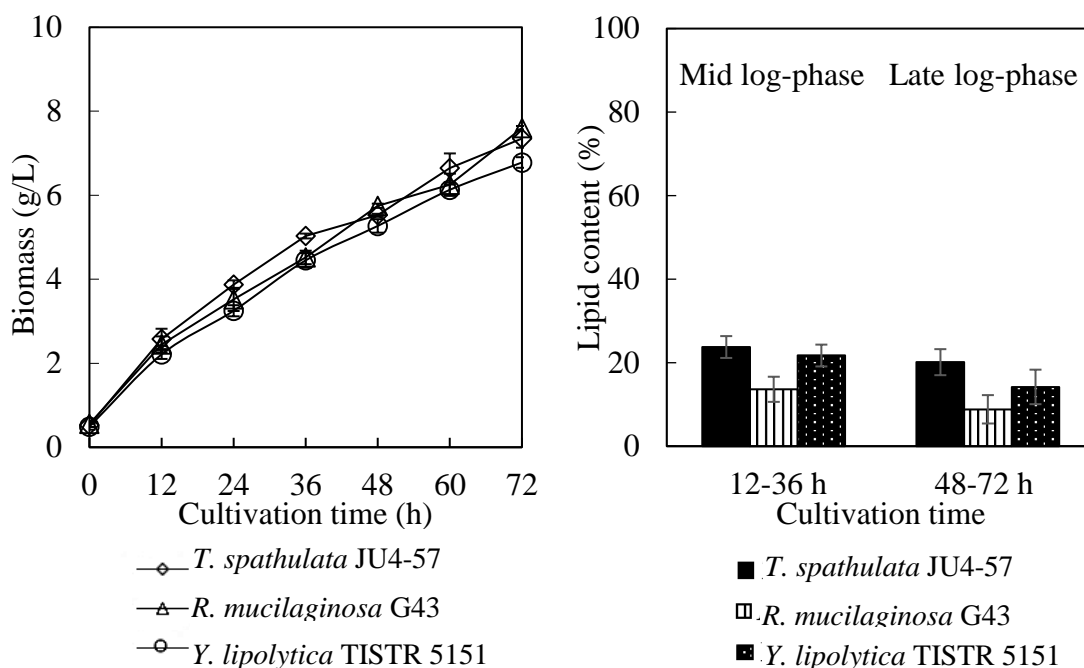 10
8
6
4
2
0
Biomass (g/L)
0 12 24 36 48 60 72
Cultivation time (h)
T. spathulata JU4-57
R. mucilaginosa G43
Y. lipolytica TISTR 5151
100
80
60
40
20
0
Lipid content (%)
Mid log-phase Late log-phase
12-36 h 48-72 h
Cultivation time
T. spathulata JU4-57
R. mucilaginosa G43
Y. lipolytica TISTR 5151